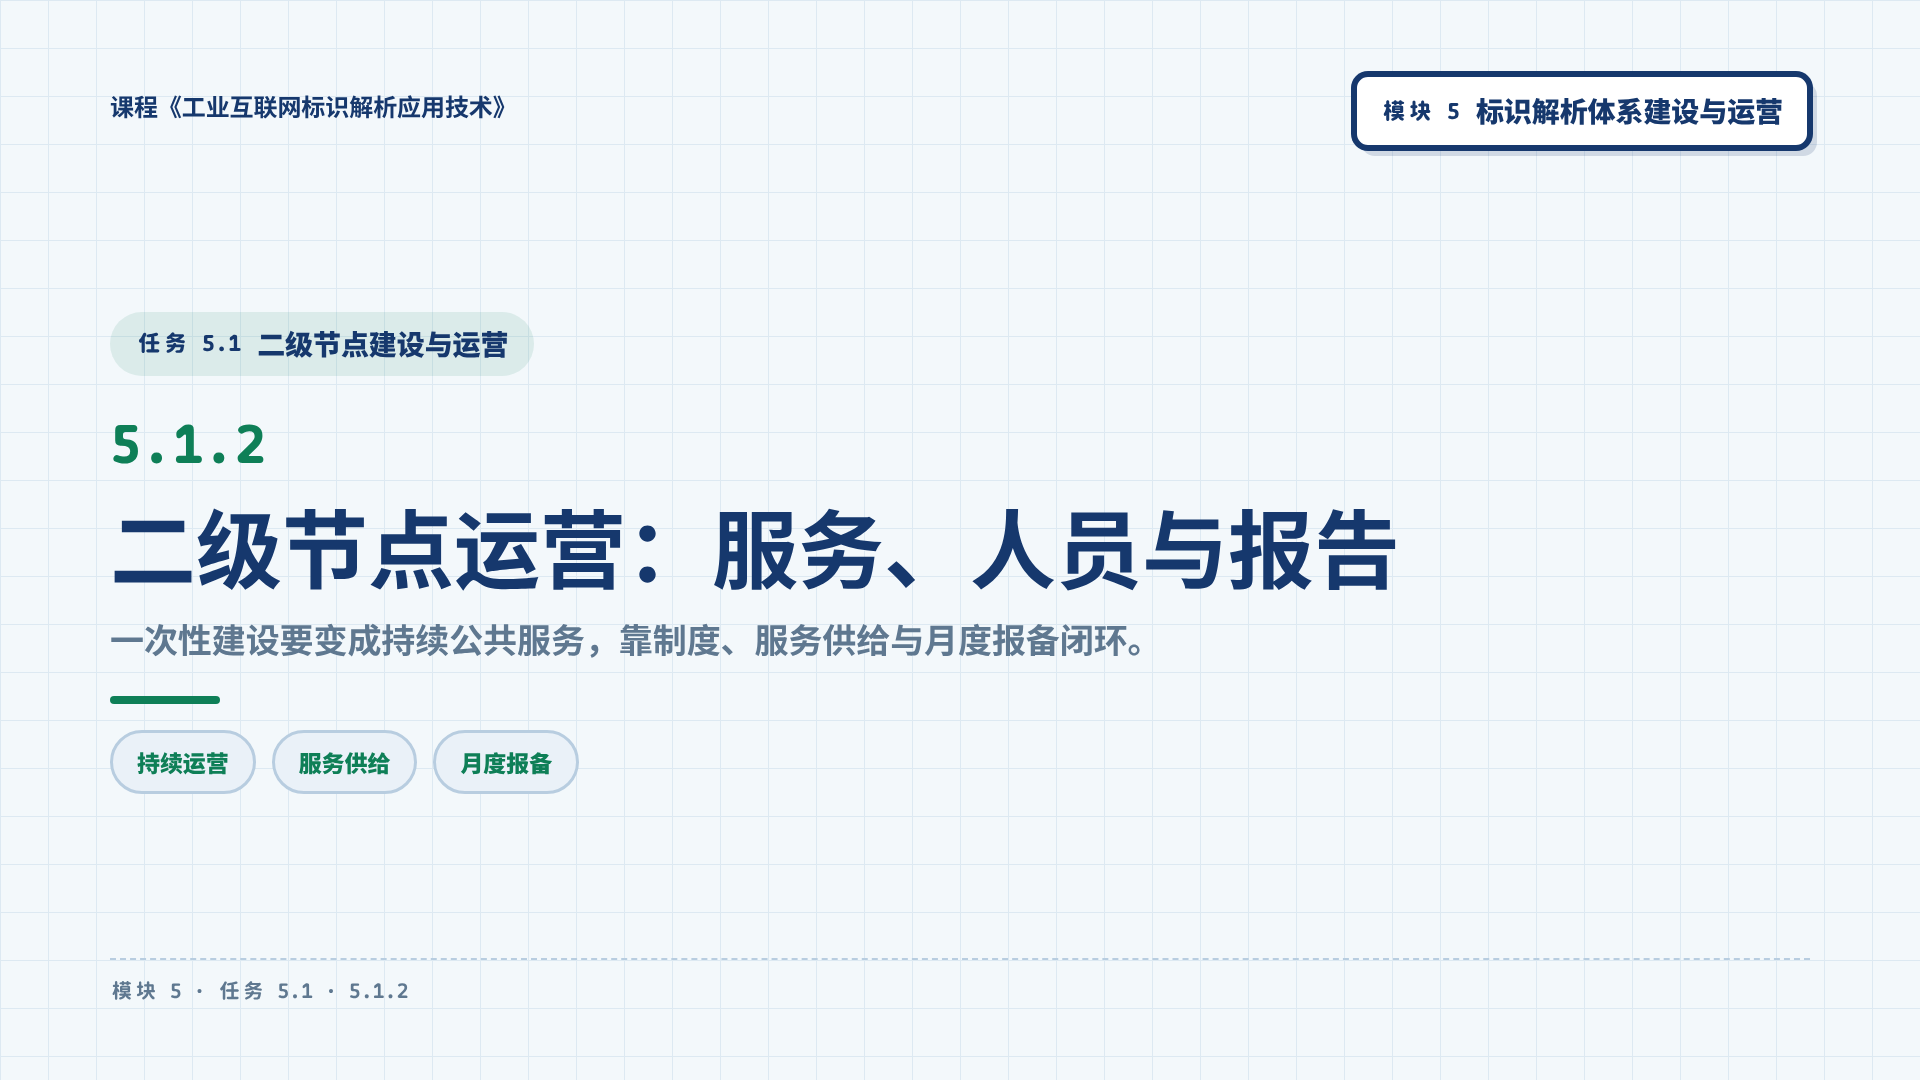 课程《工业互联网标识解析应用技术》
模块 5 标识解析体系建设与运营
任务 5.1 二级节点建设与运营
5.1.2
二级节点运营：服务、人员与报告
一次性建设要变成持续公共服务，靠制度、服务供给与月度报备闭环。
持续运营 服务供给 月度报备
模块 5 · 任务 5.1 · 5.1.2